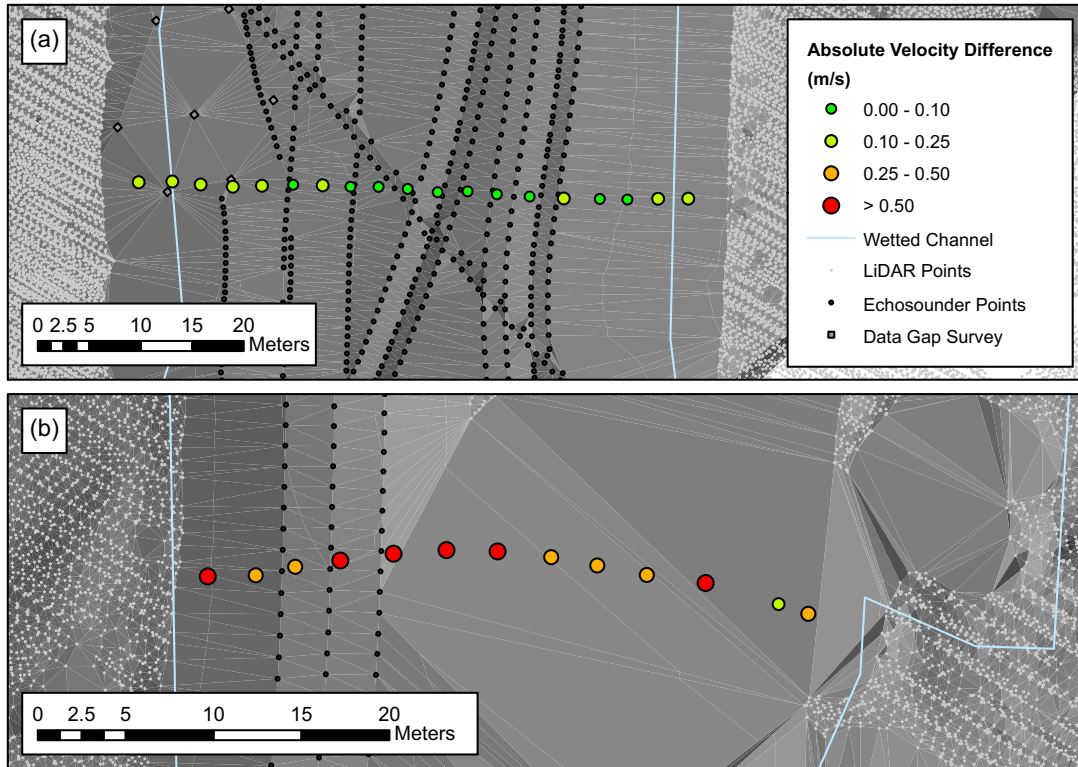 (a)
Absolute Velocity Difference
(m/s)
0.00 - 0.10
0.10 - 0.25
0.25 - 0.50
> 0.50
Wetted Channel
LiDAR Points
Echosounder Points
Data Gap Survey
0 2.5 5 10 15 20
Meters
(b)
0 2.5 5 10 15 20
Meters